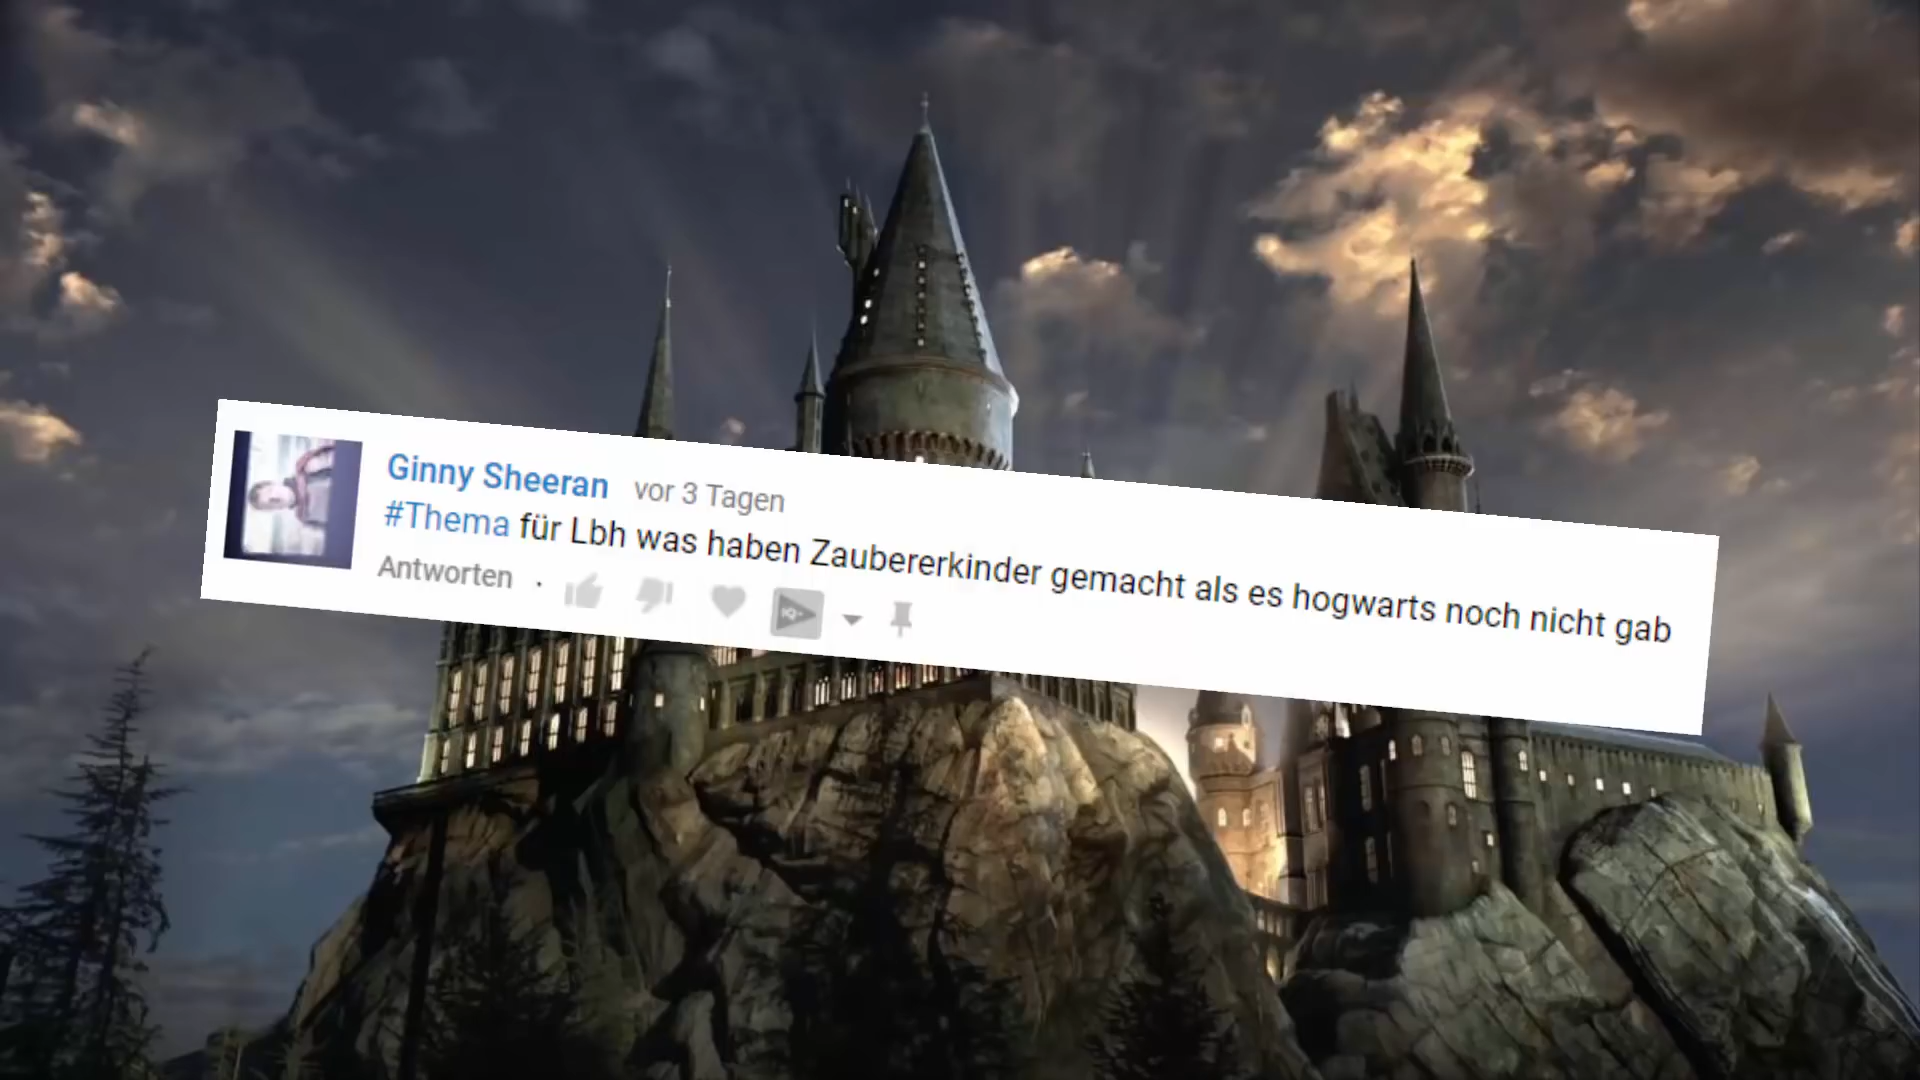 Ginny Sheeran vor 3 Tagen
#Thema für Lbh was haben Zaubererkinder gemacht als es hogwarts noch nicht gab
Antworten ·